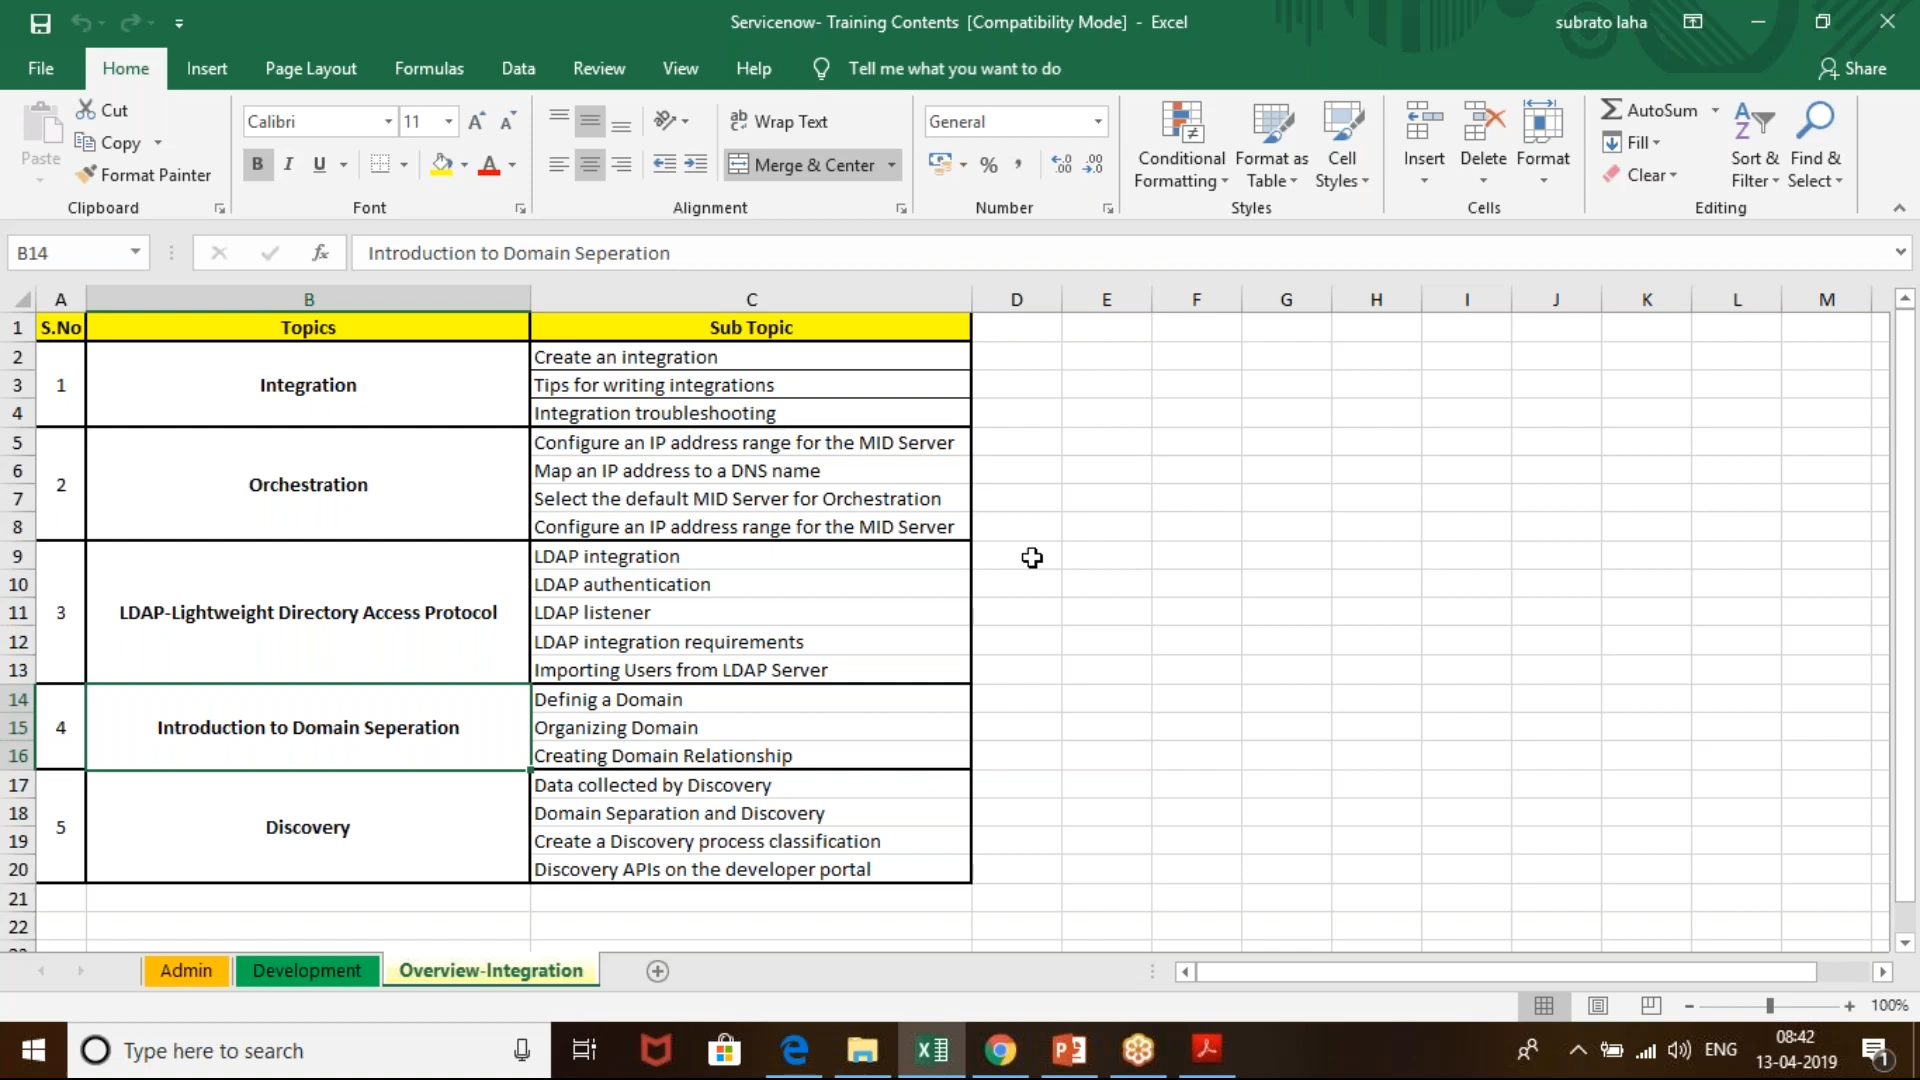 Servicenow- Training Contents [Compatibility Mode] - Excel
subrato laha
File Home Insert Page Layout Formulas Data Review View Help Tell me what you want to do Share
Paste
Cut
Copy
Format Painter
Clipboard
Calibri 11
B I U A
Font
Wrap Text
Merge & Center
Alignment
General
%
Number
Conditional Formatting
Format as Table
Cell Styles
Styles
Insert Delete Format
Cells
AutoSum
Fill
Clear
Sort & Filter
Find & Select
Editing
B14 fx Introduction to Domain Seperation
A B C D E F G H I J K L M
1 S.No Topics Sub Topic
2 Create an integration
3 1 Integration Tips for writing integrations
4 Integration troubleshooting
5 Configure an IP address range for the MID Server
6 Map an IP address to a DNS name
2 Orchestration
7 Select the default MID Server for Orchestration
8 Configure an IP address range for the MID Server
9 LDAP integration
10 LDAP authentication
11 3 LDAP-Lightweight Directory Access Protocol LDAP listener
12 LDAP integration requirements
13 Importing Users from LDAP Server
14 Definig a Domain
15 4 Introduction to Domain Seperation Organizing Domain
16 Creating Domain Relationship
17 Data collected by Discovery
18 Domain Separation and Discovery
5 Discovery
19 Create a Discovery process classification
20 Discovery APIs on the developer portal
21
22
Admin Development Overview-Integration
100%
Type here to search
ENG
08:42
13-04-2019
1